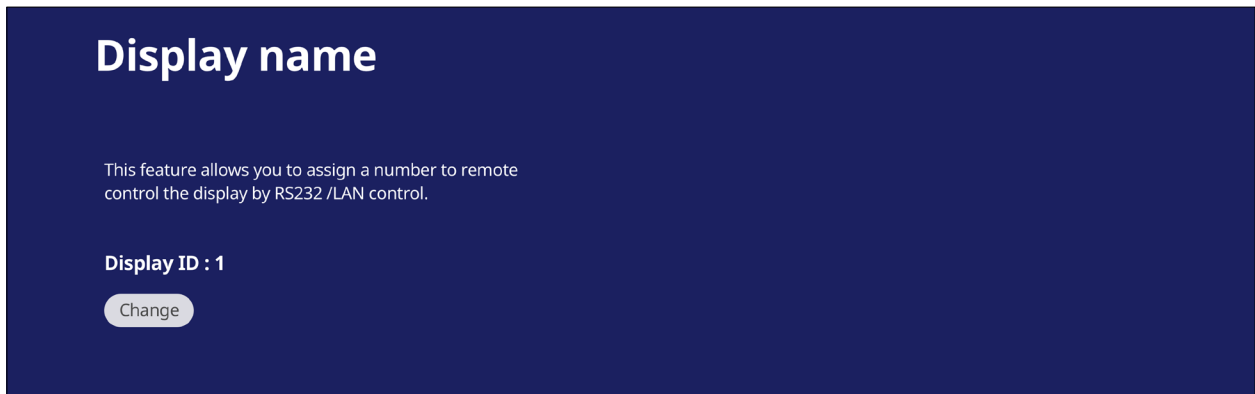 Display name
This feature allows you to assign a number to remote
control the display by RS232 /LAN control.
Display ID : 1
Change